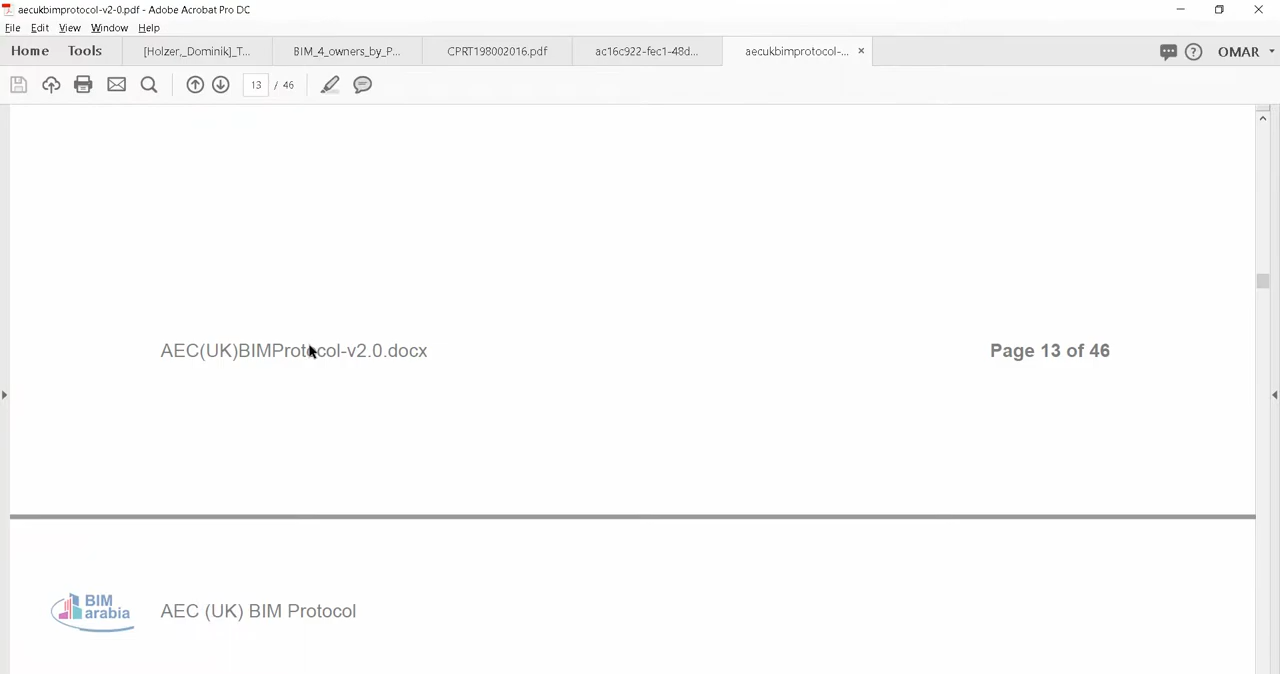 aecukbimprotocol-v2-0.pdf - Adobe Acrobat Pro DC
File Edit View Window Help
Home Tools [Holzer,_Dominik]_T... BIM_4_owners_by_P... CPRT198002016.pdf ac16c922-fec1-48d... aecukbimprotocol-... × OMAR
13 / 46
AEC(UK)BIMProtocol-v2.0.docx Page 13 of 46
BIM
arabia
AEC (UK) BIM Protocol